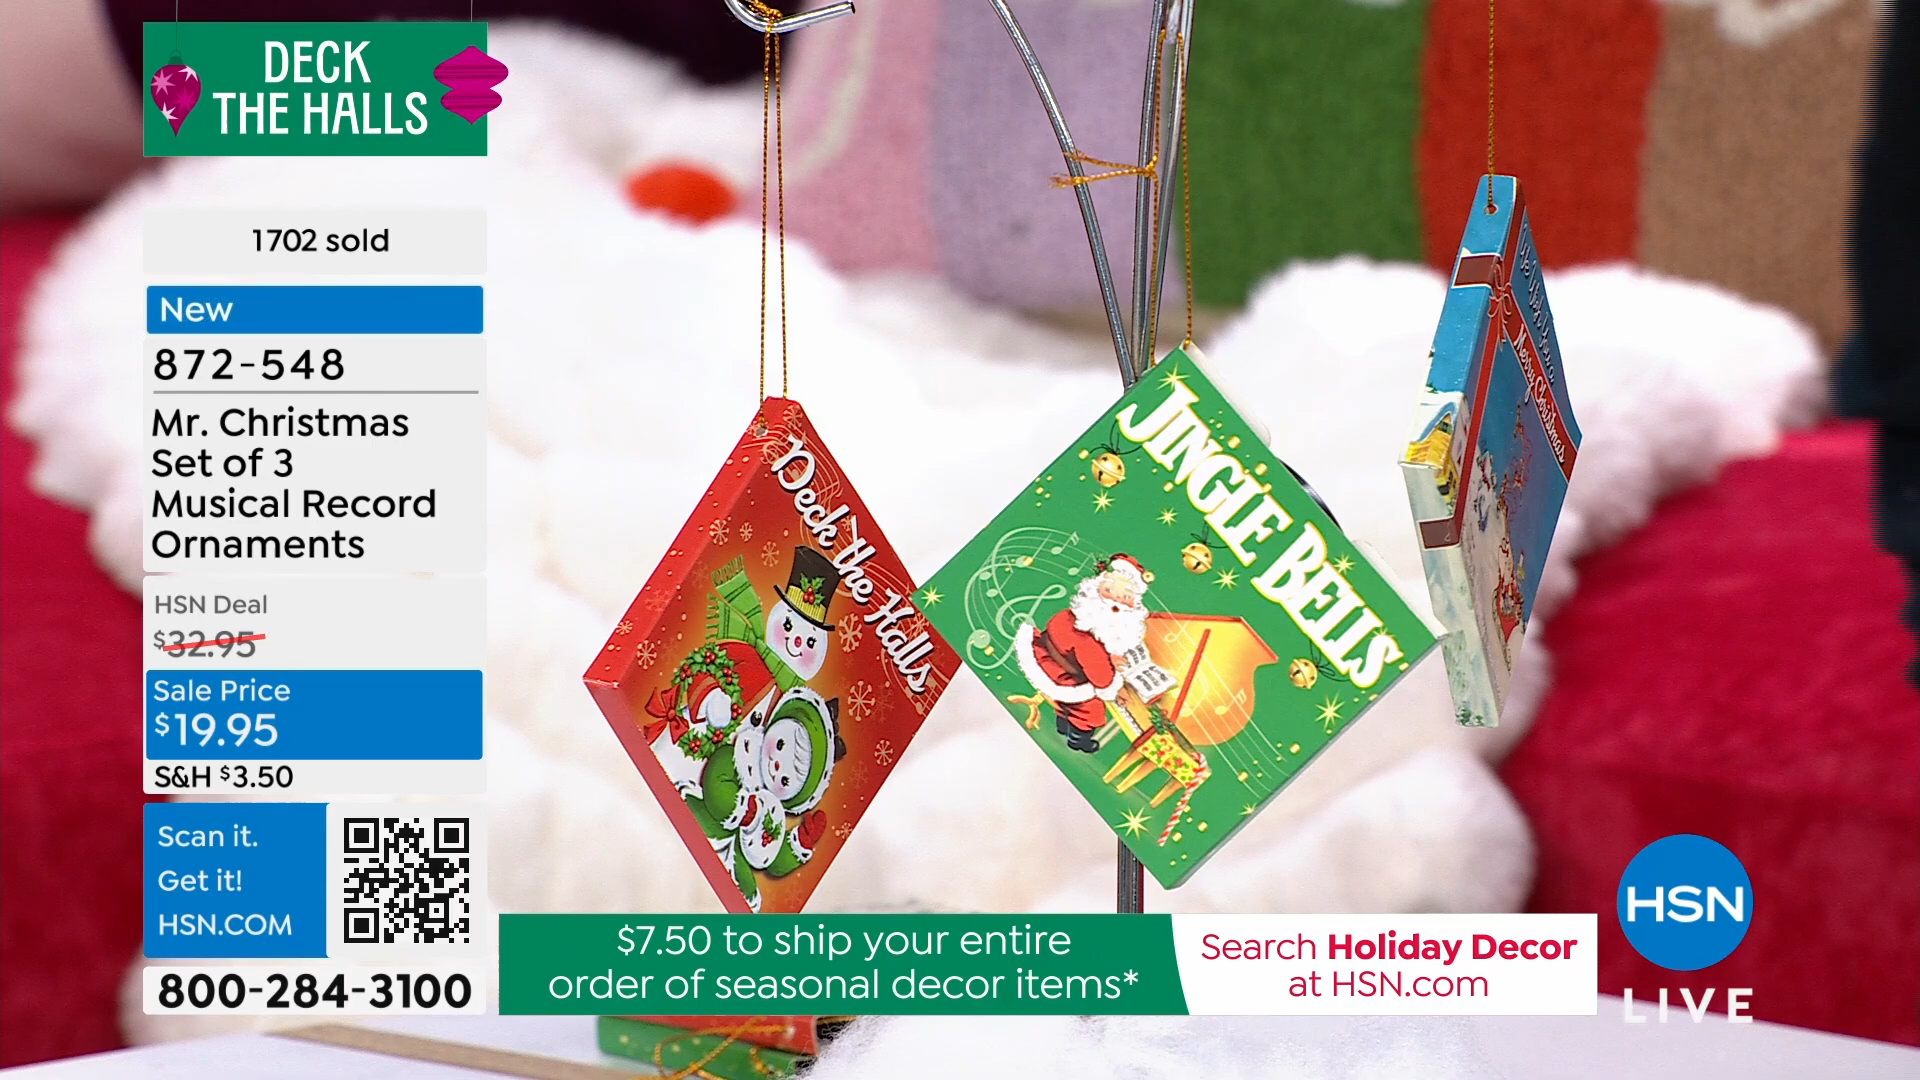 DECK
THE HALLS
1702 sold
New
872-548
Mr. Christmas
Set of 3
Musical Record
Ornaments
HSN Deal
$32.95
Sale Price
$19.95
S&H $3.50
Scan it.
Get it!
HSN.COM
800-284-3100
Deck the Halls
JINGLE BELLS
We Wish You a
Merry Christmas
$7.50 to ship your entire
order of seasonal decor items*
Search Holiday Decor
at HSN.com
HSN
LIVE